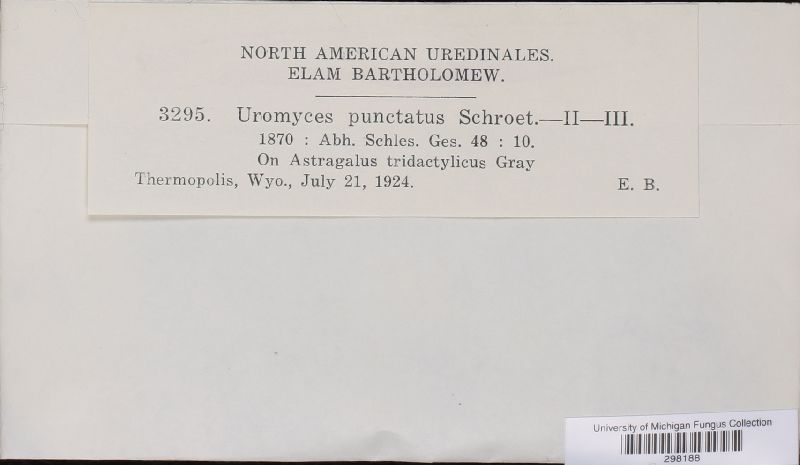 NORTH AMERICAN UREDINALES.
ELAM BARTHOLOMEW.
3295. Uromyces punctatus Schroet.—II—III.
1870 : Abh. Schles. Ges. 48 : 10.
On Astragalus tridactylicus Gray
Thermopolis, Wyo., July 21, 1924. E. B.
University of Michigan Fungus Collection
298188